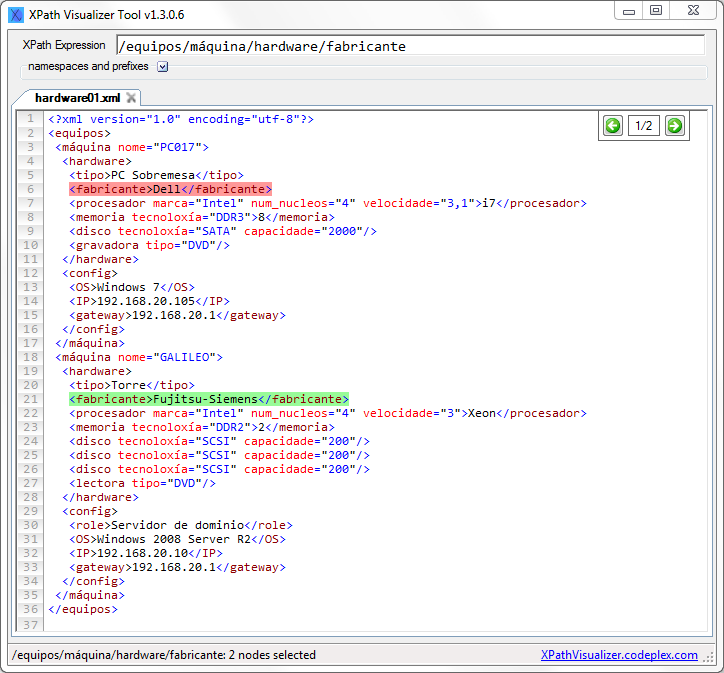 XPath Visualizer Tool v1.3.0.6
XPath Expression /equipos/máquina/hardware/fabricante
namespaces and prefixes
hardware01.xml
1/2
1 <?xml version="1.0" encoding="utf-8"?>
2 <equipos>
3 <máquina nome="PC017">
4 <hardware>
5 <tipo>PC Sobremesa</tipo>
6 <fabricante>Dell</fabricante>
7 <procesador marca="Intel" num_nucleos="4" velocidade="3,1">i7</procesador>
8 <memoria tecnoloxía="DDR3">8</memoria>
9 <disco tecnoloxía="SATA" capacidade="2000"/>
10 <gravadora tipo="DVD"/>
11 </hardware>
12 <config>
13 <OS>Windows 7</OS>
14 <IP>192.168.20.105</IP>
15 <gateway>192.168.20.1</gateway>
16 </config>
17 </máquina>
18 <máquina nome="GALILEO">
19 <hardware>
20 <tipo>Torre</tipo>
21 <fabricante>Fujitsu-Siemens</fabricante>
22 <procesador marca="Intel" num_nucleos="4" velocidade="3">Xeon</procesador>
23 <memoria tecnoloxía="DDR2">2</memoria>
24 <disco tecnoloxía="SCSI" capacidade="200"/>
25 <disco tecnoloxía="SCSI" capacidade="200"/>
26 <disco tecnoloxía="SCSI" capacidade="200"/>
27 <lectora tipo="DVD"/>
28 </hardware>
29 <config>
30 <role>Servidor de dominio</role>
31 <OS>Windows 2008 Server R2</OS>
32 <IP>192.168.20.10</IP>
33 <gateway>192.168.20.1</gateway>
34 </config>
35 </máquina>
36 </equipos>
37
/equipos/máquina/hardware/fabricante: 2 nodes selected XPathVisualizer.codeplex.com